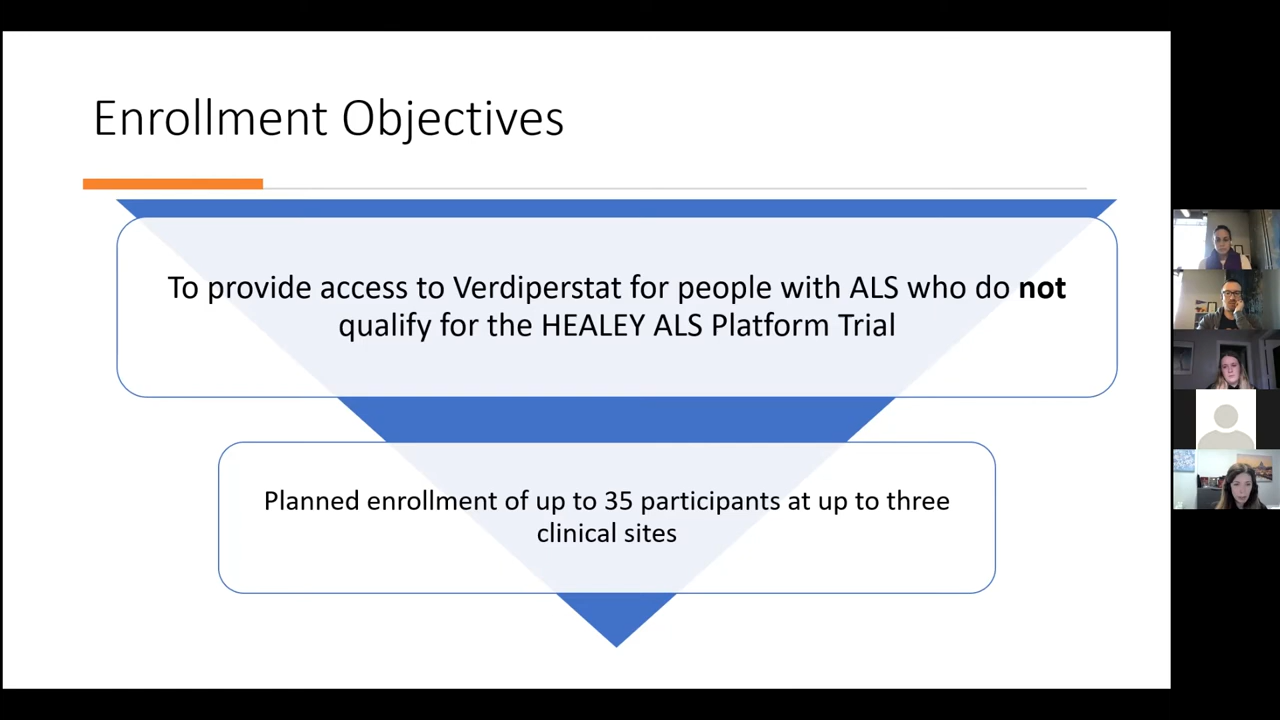 Enrollment Objectives
To provide access to Verdiperstat for people with ALS who do not
qualify for the HEALEY ALS Platform Trial
Planned enrollment of up to 35 participants at up to three
clinical sites